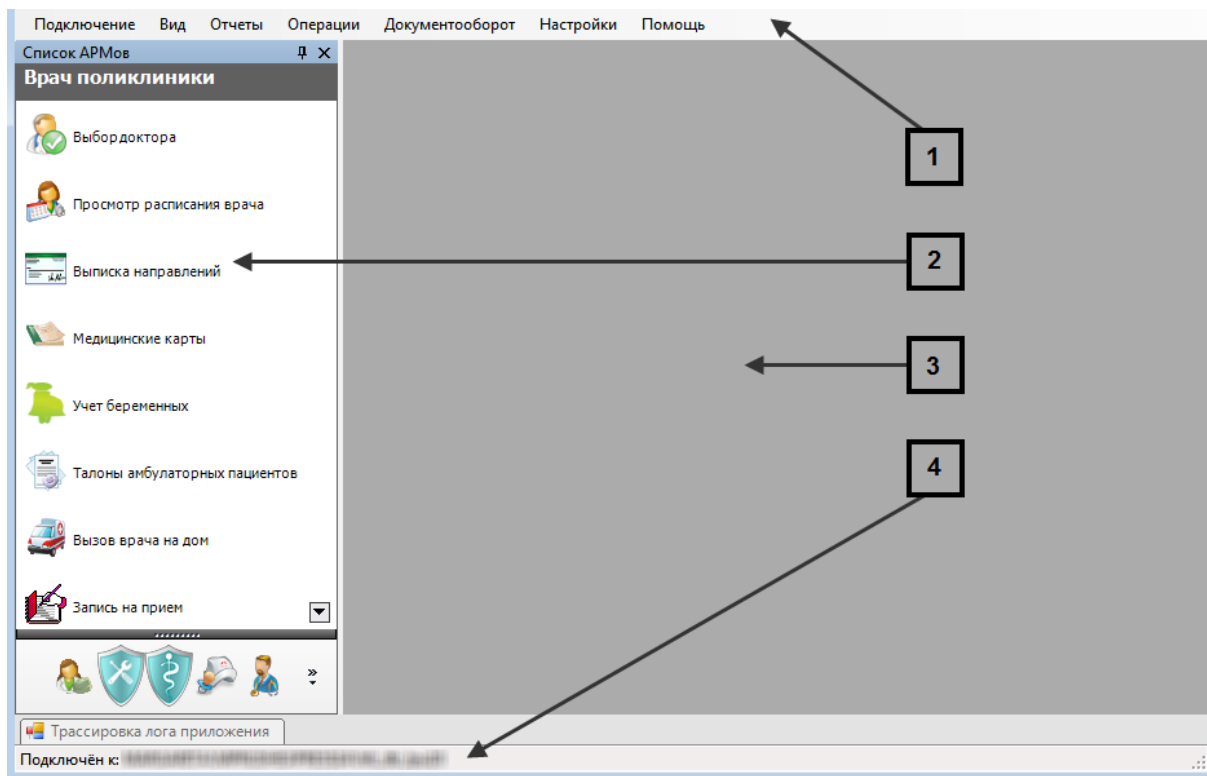 Подключение Вид Отчеты Операции Документооборот Настройки Помощь
Список АРМов
Врач поликлиники
Выбор доктора
Просмотр расписания врача
Выписка направлений
Медицинские карты
Учет беременных
Талоны амбулаторных пациентов
Вызов врача на дом
Запись на прием
1
2
3
4
Трассировка лога приложения
Подключён к: